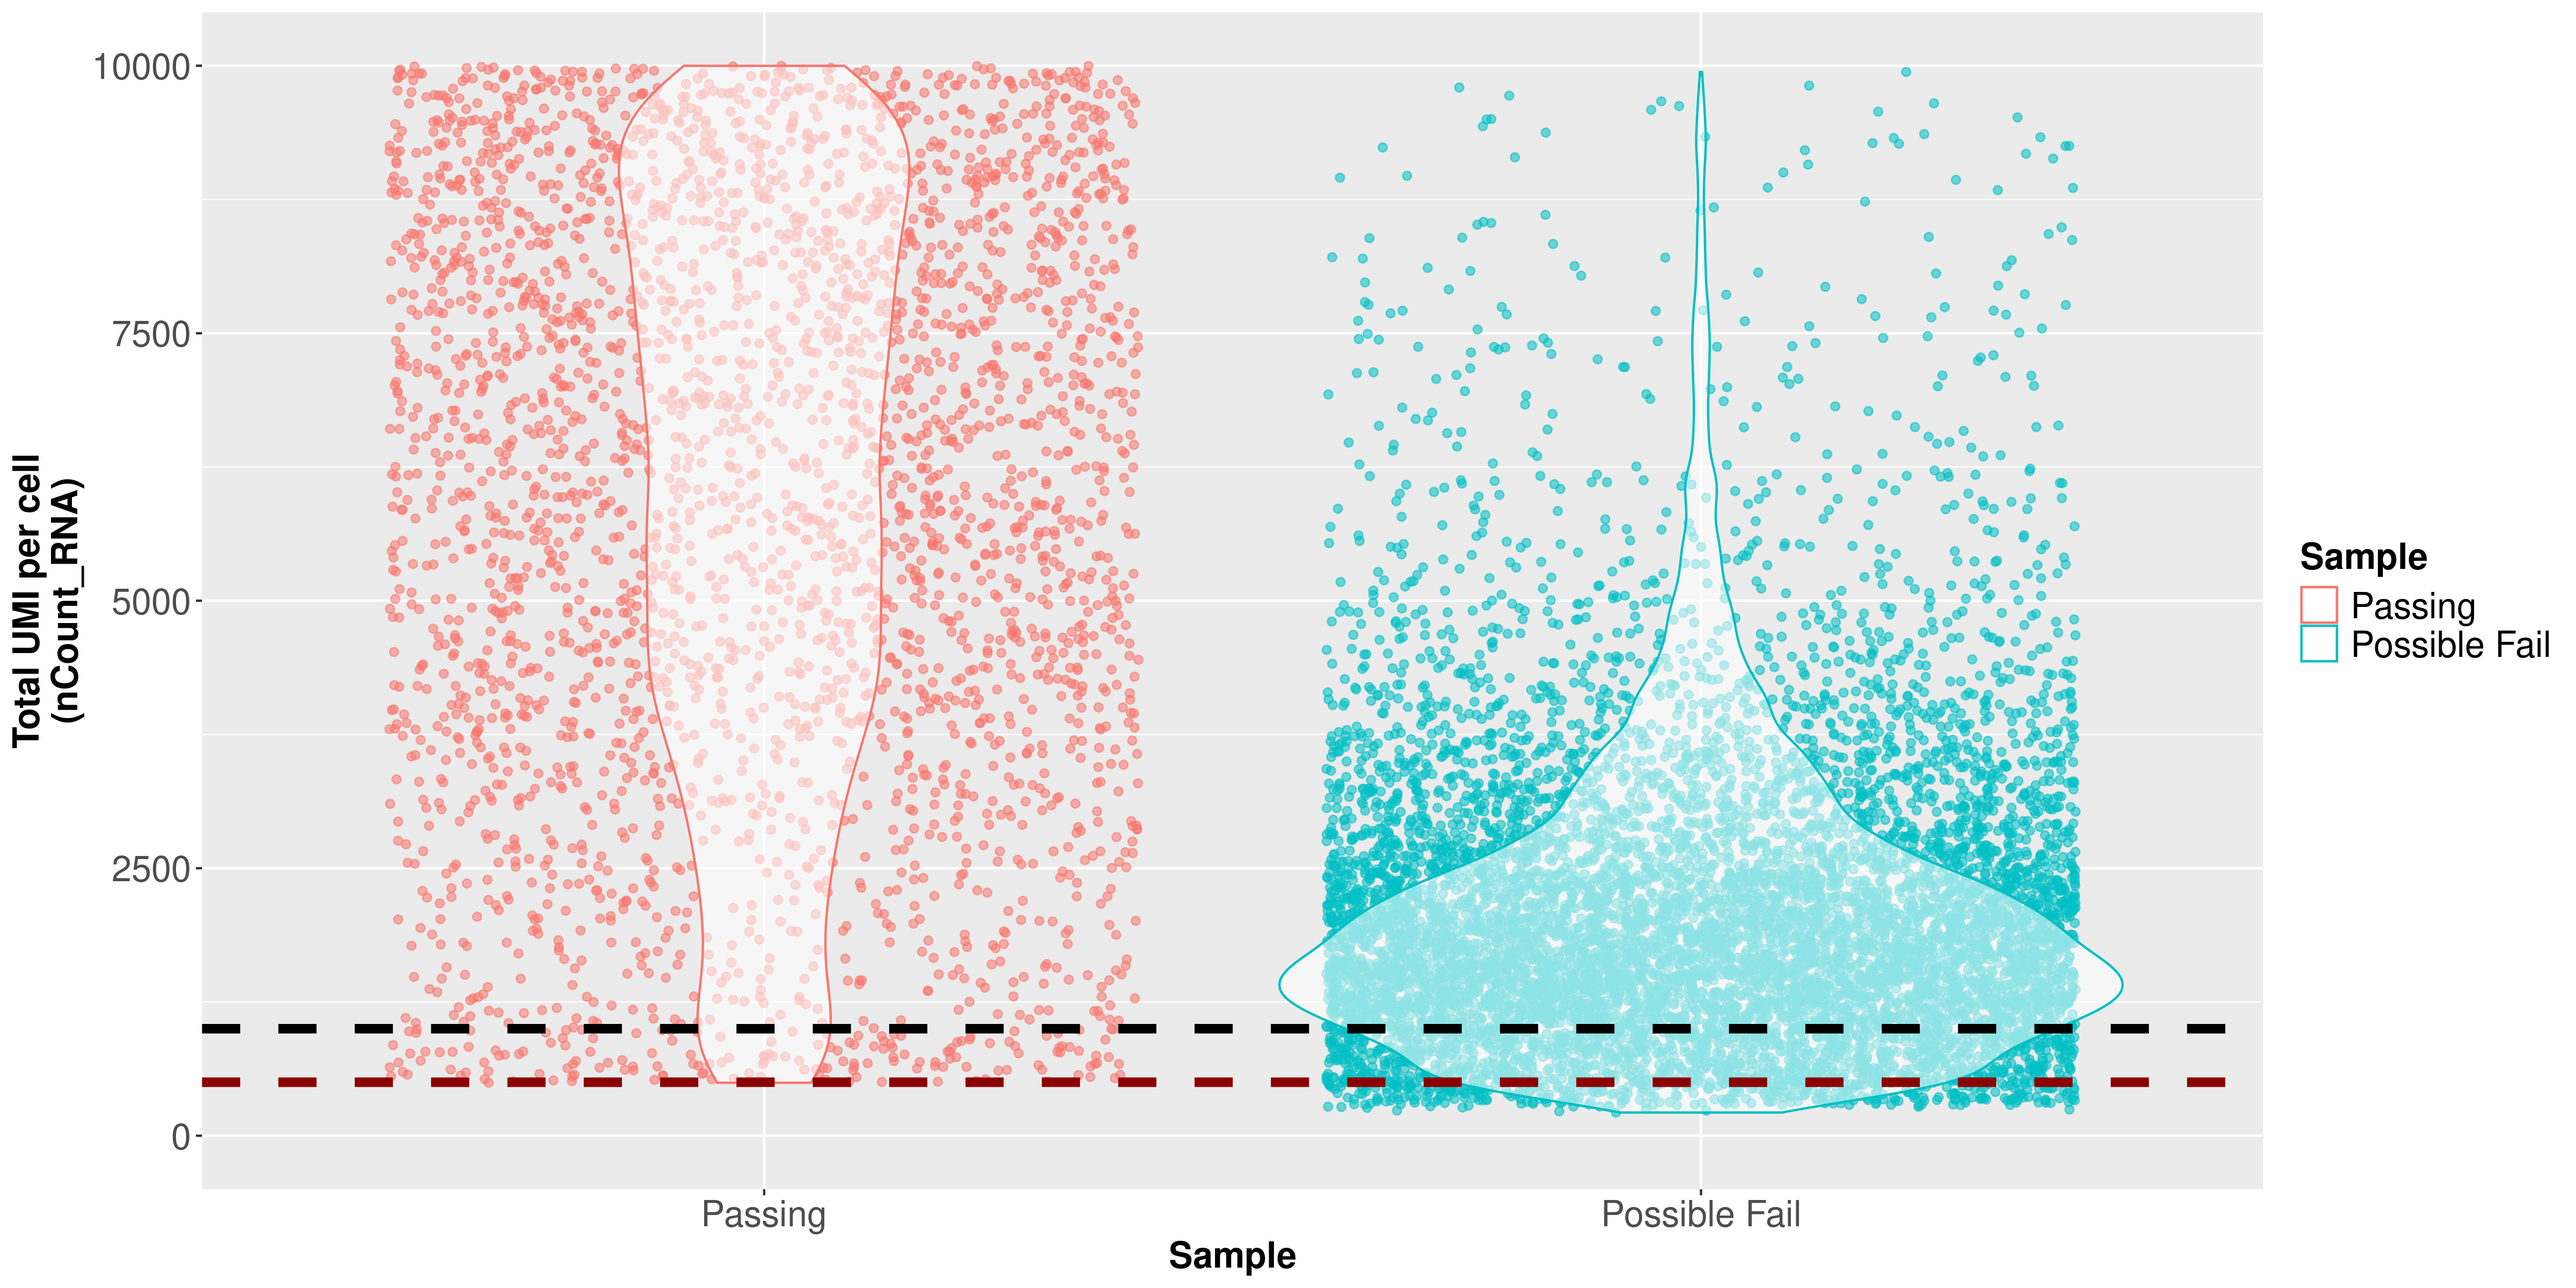 Total UMI per cell
(nCount_RNA)
10000
7500
5000
2500
0
Passing
Possible Fail
Sample
Sample
Passing
Possible Fail